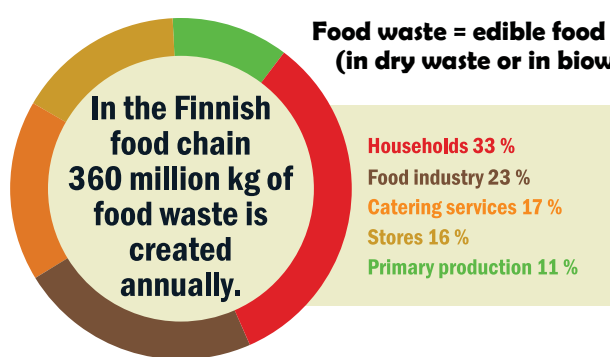 Food waste = edible food
(in dry waste or in
In the Finnish
food chain
360 million kg of
food waste is
created
annually.
Households 33 %
Food industry 23 %
Catering services 17 %
Stores 16 %
Primary production 11 %